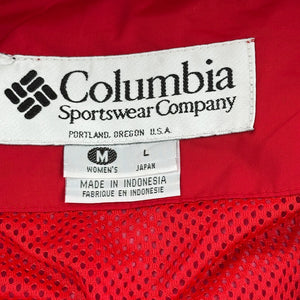 Columbia
Sportswear Company
PORTLAND, OREGON U.S.A.
M L
WOMEN'S JAPAN
MADE IN INDONESIA
FABRIQUE EN INDONESIE